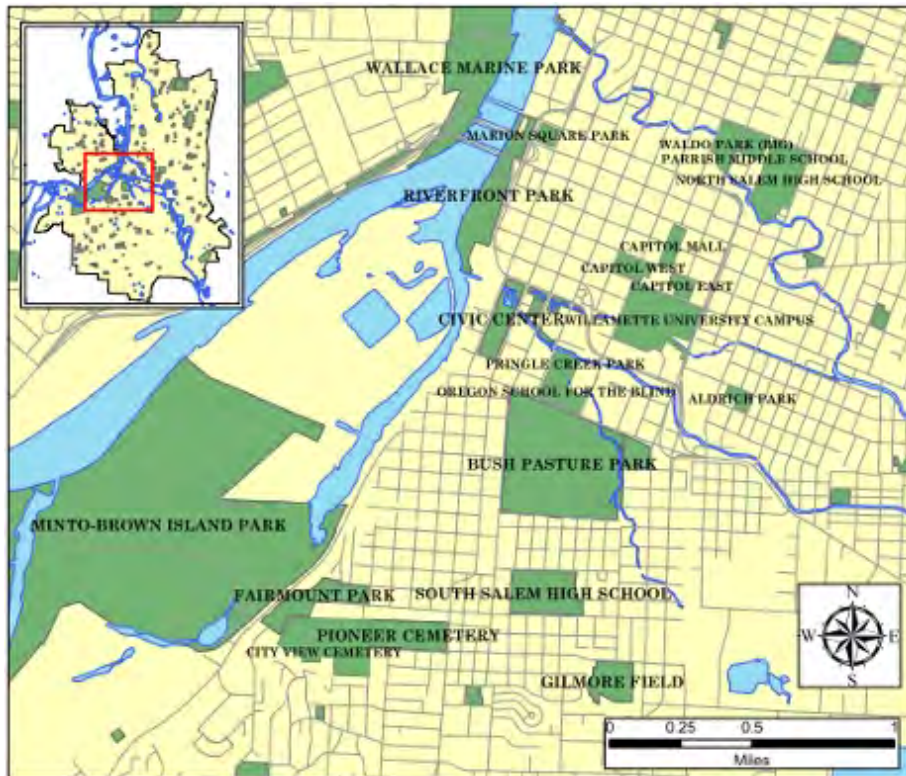 WALLACE MARINE PARK
MARION SQUARE PARK
WALDO PARK (BIG)
PARRISH MIDDLE SCHOOL
NORTH SALEM HIGH SCHOOL
RIVERFRONT PARK
CAPITOL MALL
CAPITOL WEST
CAPITOL EAST
CIVIC CENTER
WILLAMETTE UNIVERSITY CAMPUS
PRINGLE CREEK PARK
OREGON SCHOOL FOR THE BLIND
ALDRICH PARK
BUSH PASTURE PARK
MINTO-BROWN ISLAND PARK
FAIRMOUNT PARK
SOUTH SALEM HIGH SCHOOL
PIONEER CEMETERY
CITY VIEW CEMETERY
GILMORE FIELD
N
W
E
S
0 0.25 0.5 1
Miles